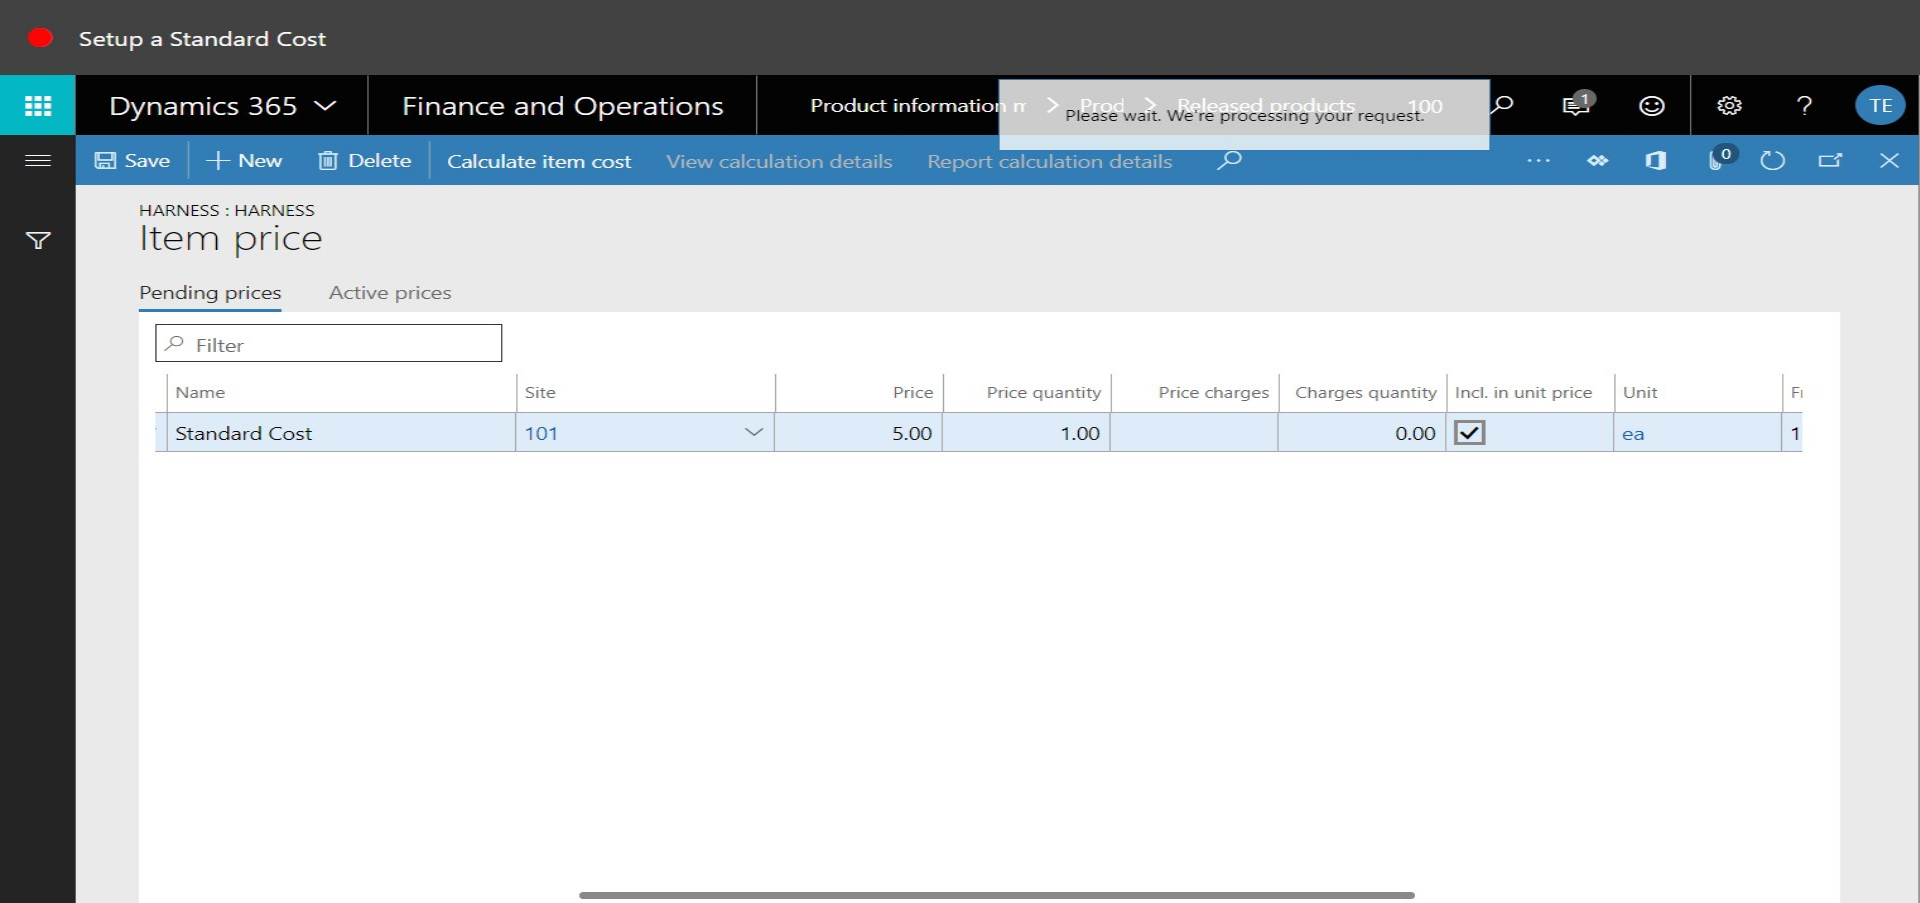 Setup a Standard Cost
Dynamics 365 Finance and Operations Product information m > Prod > Released products 100 1 ? TE
Please wait. We're processing your request.
Save + New Delete Calculate item cost View calculation details Report calculation details ... 0
HARNESS : HARNESS
Item price
Pending prices Active prices
Filter
Name Site Price Price quantity Price charges Charges quantity Incl. in unit price Unit
Standard Cost 101 5.00 1.00 0.00 ea 1